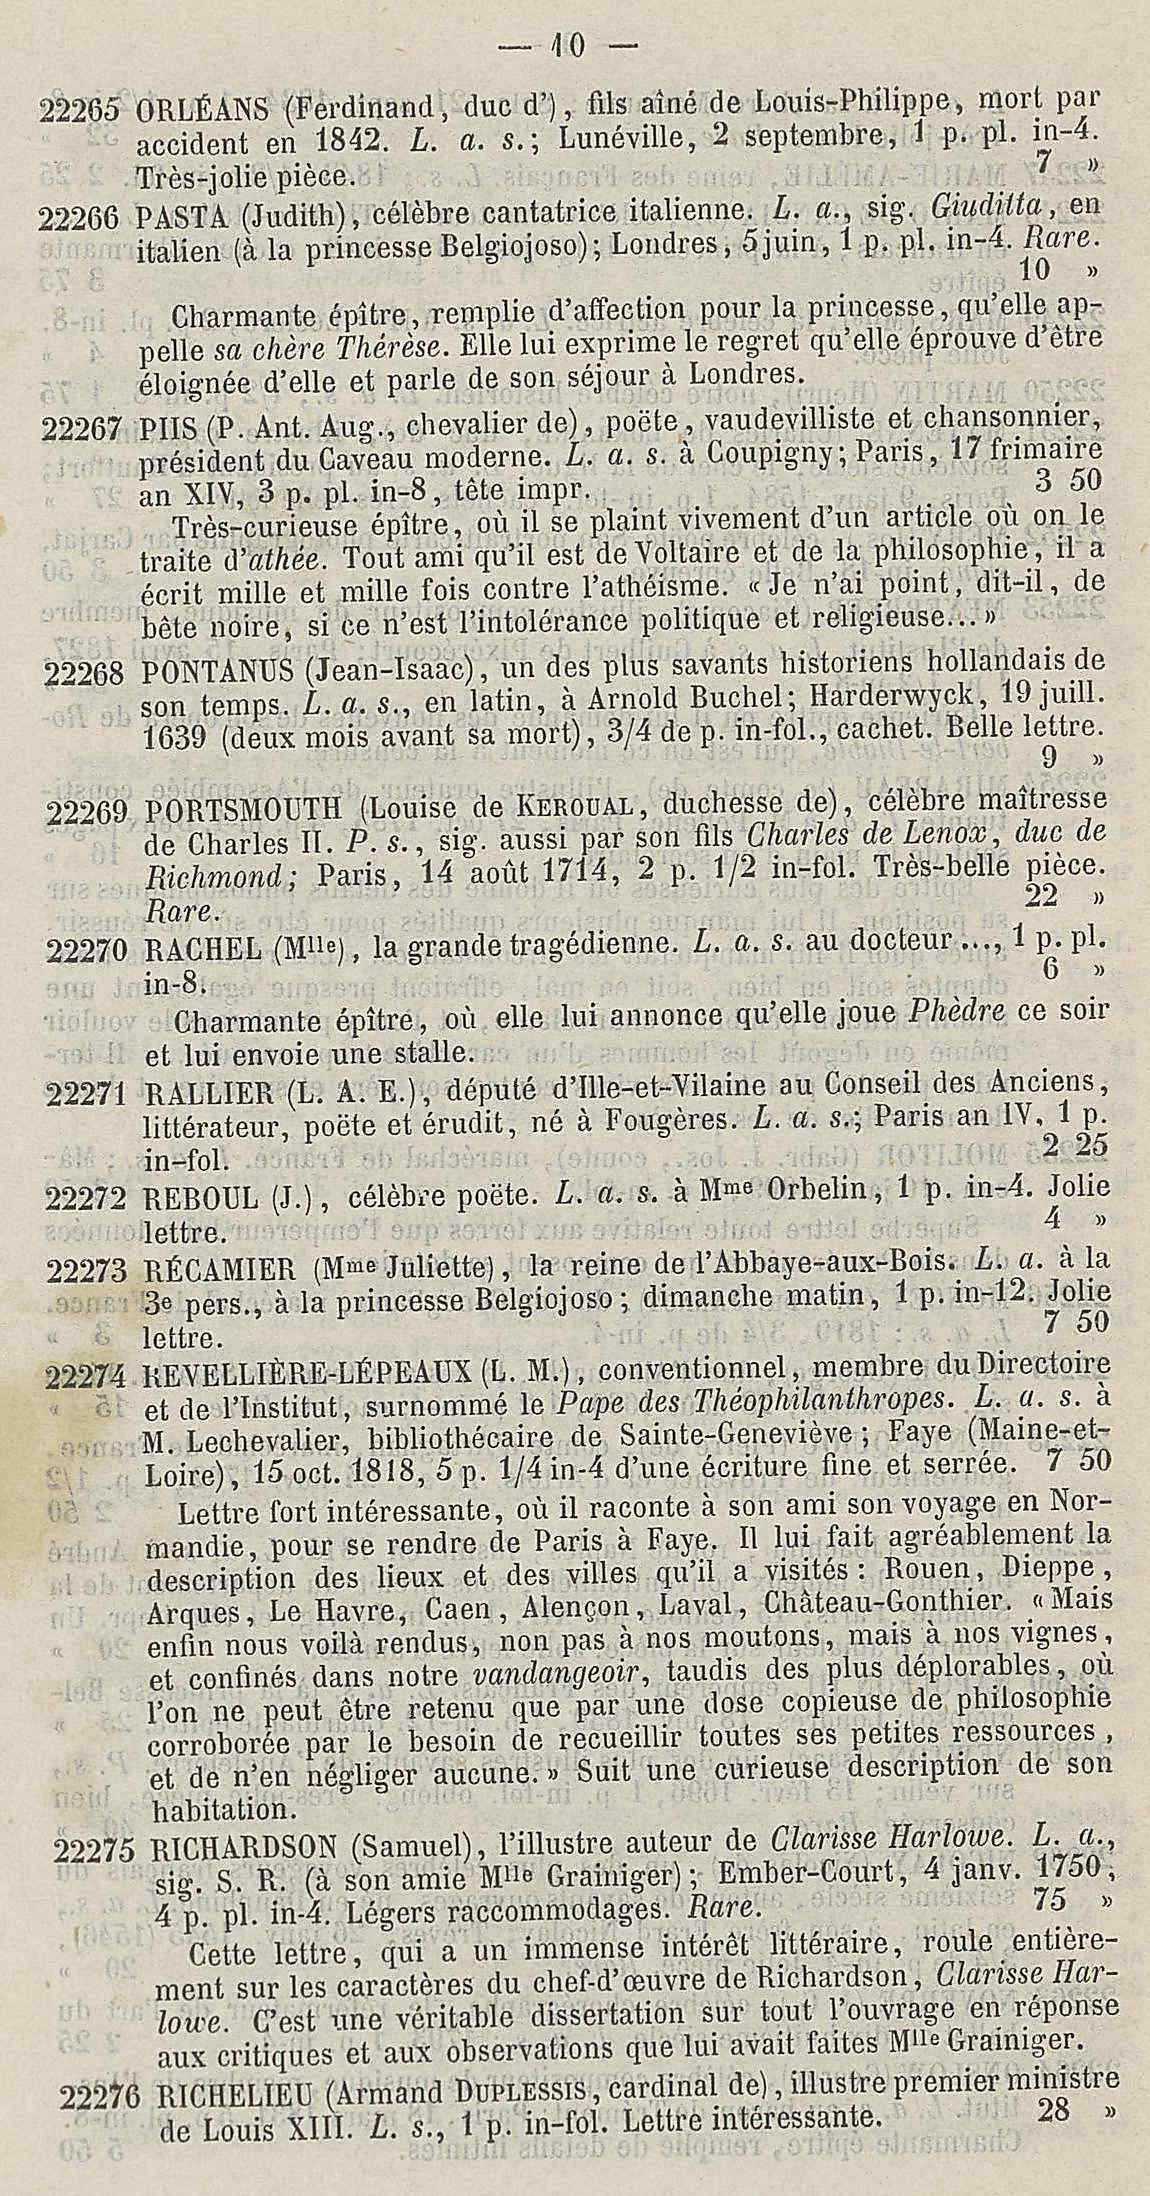 — 10 —
22265 ORLÉANS (Ferdinand, duc d'), fils aîné de Louis-Philippe, mort par
accident en 1842. L. a. s.; Lunéville, 2 septembre, 1 p. pl. in-4.
Très-jolie pièce. 7 »
22266 PASTA (Judith), célèbre cantatrice italienne. L. a., sig. Giuditta, en
italien (à la princesse Belgiojoso); Londres, 5 juin, 1 p. pl. in-4. Rare.
10 »
Charmante épître, remplie d'affection pour la princesse, qu'elle ap-
pelle sa chère Thérèse. Elle lui exprime le regret qu'elle éprouve d'être
éloignée d'elle et parle de son séjour à Londres.
22267 PIIS (P. Ant. Aug., chevalier de), poëte, vaudevilliste et chansonnier,
président du Caveau moderne. L. a. s. à Coupigny; Paris, 17 frimaire
an XIV, 3 p. pl. in-8, tête impr. 3 50
Très-curieuse épître, où il se plaint vivement d'un article où on le
traite d'athée. Tout ami qu'il est de Voltaire et de la philosophie, il a
écrit mille et mille fois contre l'athéisme. « Je n'ai point, dit-il, de
bête noire, si ce n'est l'intolérance politique et religieuse... »
22268 PONTANUS (Jean-Isaac), un des plus savants historiens hollandais de
son temps. L. a. s., en latin, à Arnold Buchel; Harderwyck, 19 juill.
1639 (deux mois avant sa mort), 3/4 de p. in-fol., cachet. Belle lettre.
9 »
22269 PORTSMOUTH (Louise de KEROUAL, duchesse de), célèbre maîtresse
de Charles II. P. s., sig. aussi par son fils Charles de Lenox, duc de
Richmond; Paris, 14 août 1714, 2 p. 1/2 in-fol. Très-belle pièce.
Rare. 22 »
22270 RACHEL (Mlle), la grande tragédienne. L. a. s. au docteur ..., 1 p. pl.
in-8. 6 »
Charmante épître, où elle lui annonce qu'elle joue Phèdre ce soir
et lui envoie une stalle.
22271 RALLIER (L. A. E.), député d'Ille-et-Vilaine au Conseil des Anciens,
littérateur, poëte et érudit, né à Fougères. L. a. s.; Paris an IV, 1 p.
in-fol. 2 25
22272 REBOUL (J.), célèbre poëte. L. a. s. à Mme Orbelin, 1 p. in-4. Jolie
lettre. 4 »
22273 RÉCAMIER (Mme Juliette), la reine de l'Abbaye-aux-Bois. L. a. à la
3e pers., à la princesse Belgiojoso; dimanche matin, 1 p. in-12. Jolie
lettre. 7 50
22274 REVELLIÈRE-LÉPEAUX (L. M.), conventionnel, membre du Directoire
et de l'Institut, surnommé le Pape des Théophilanthropes. L. a. s. à
M. Lechevalier, bibliothécaire de Sainte-Geneviève; Faye (Maine-et-
Loire), 15 oct. 1818, 5 p. 1/4 in-4 d'une écriture fine et serrée. 7 50
Lettre fort intéressante, où il raconte à son ami son voyage en Nor-
mandie, pour se rendre de Paris à Faye. Il lui fait agréablement la
description des lieux et des villes qu'il a visités : Rouen, Dieppe,
Arques, Le Havre, Caen, Alençon, Laval, Château-Gonthier. « Mais
enfin nous voilà rendus, non pas à nos moutons, mais à nos vignes,
et confinés dans notre vandangeoir, taudis des plus déplorables, où
l'on ne peut être retenu que par une dose copieuse de philosophie
corroborée par le besoin de recueillir toutes ses petites ressources,
et de n'en négliger aucune. » Suit une curieuse description de son
habitation.
22275 RICHARDSON (Samuel), l'illustre auteur de Clarisse Harlowe. L. a.,
sig. S. R. (à son amie Mlle Grainiger); Ember-Court, 4 janv. 1750,
4 p. pl. in-4. Légers raccommodages. Rare. 75 »
Cette lettre, qui a un immense intérêt littéraire, roule entière-
ment sur les caractères du chef-d'œuvre de Richardson, Clarisse Har-
lowe. C'est une véritable dissertation sur tout l'ouvrage en réponse
aux critiques et aux observations que lui avait faites Mlle Grainiger.
22276 RICHELIEU (Armand DUPLESSIS, cardinal de), illustre premier ministre
de Louis XIII. L. s., 1 p. in-fol. Lettre intéressante. 28 »